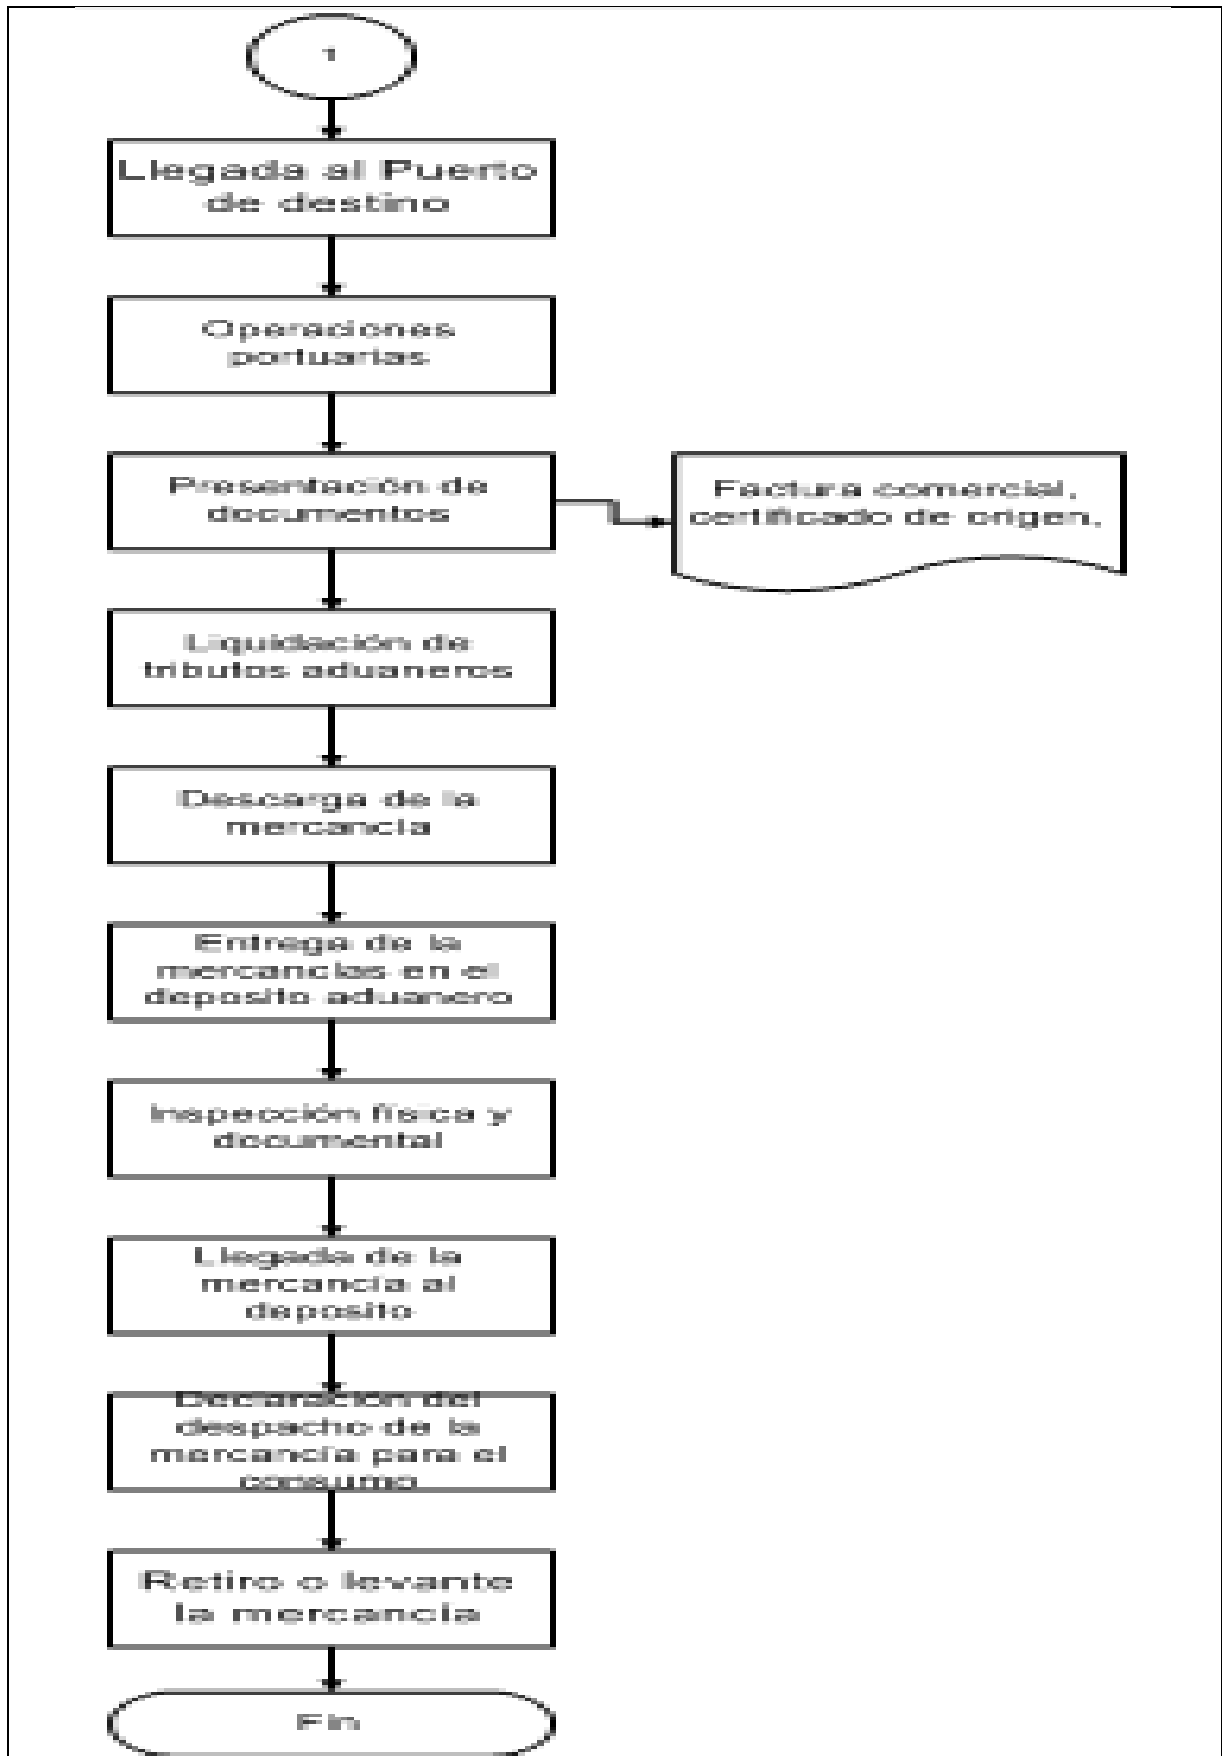 1
Llegada al Puerto
de destino
Operaciones
portuarias
Presentación de
documentos
Factura comercial,
certificado de origen,
Liquidación de
tributos aduaneros
Descarga de la
mercancía
Entrega de la
mercancías en el
deposito aduanero
Inspección física y
documental
Llegada de la
mercancía al
deposito
Declaración del
despacho de la
mercancía para el
consumo
Retiro o levante
la mercancía
Fin